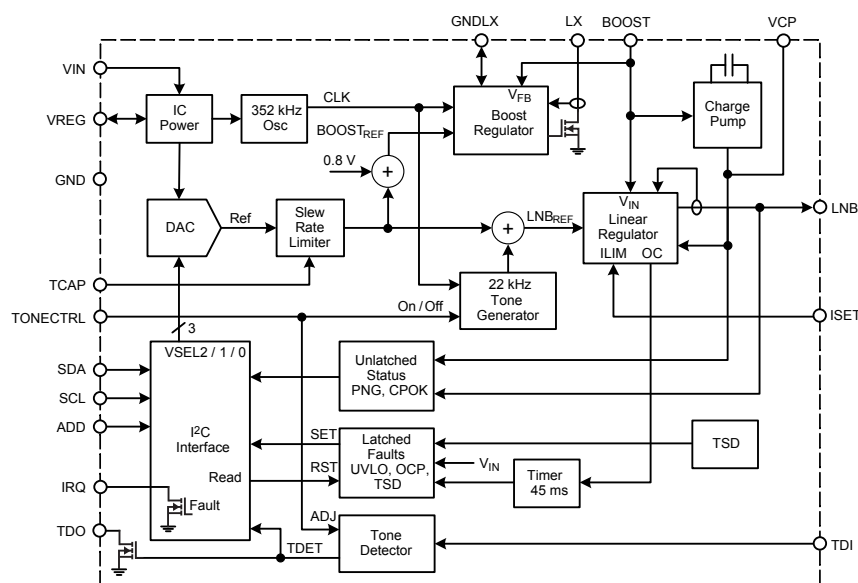 GNDLX
LX
BOOST
VCP
VIN
VREG
GND
TCAP
TONECTRL
SDA
SCL
ADD
IRQ
TDO
LNB
ISET
TDI
IC
Power
352 kHz
Osc
CLK
BOOSTREF
0.8 V
+
VFB
Boost
Regulator
Charge
Pump
DAC
Ref
Slew
Rate
Limiter
+
LNBREF
VIN
Linear
Regulator
ILIM OC
On / Off
22 kHz
Tone
Generator
3
VSEL2 / 1 / 0
I2C
Interface
Read
Fault
Unlatched
Status
PNG, CPOK
SET
RST
Latched
Faults
UVLO, OCP,
TSD
VIN
TSD
Timer
45 ms
ADJ
TDET
Tone
Detector